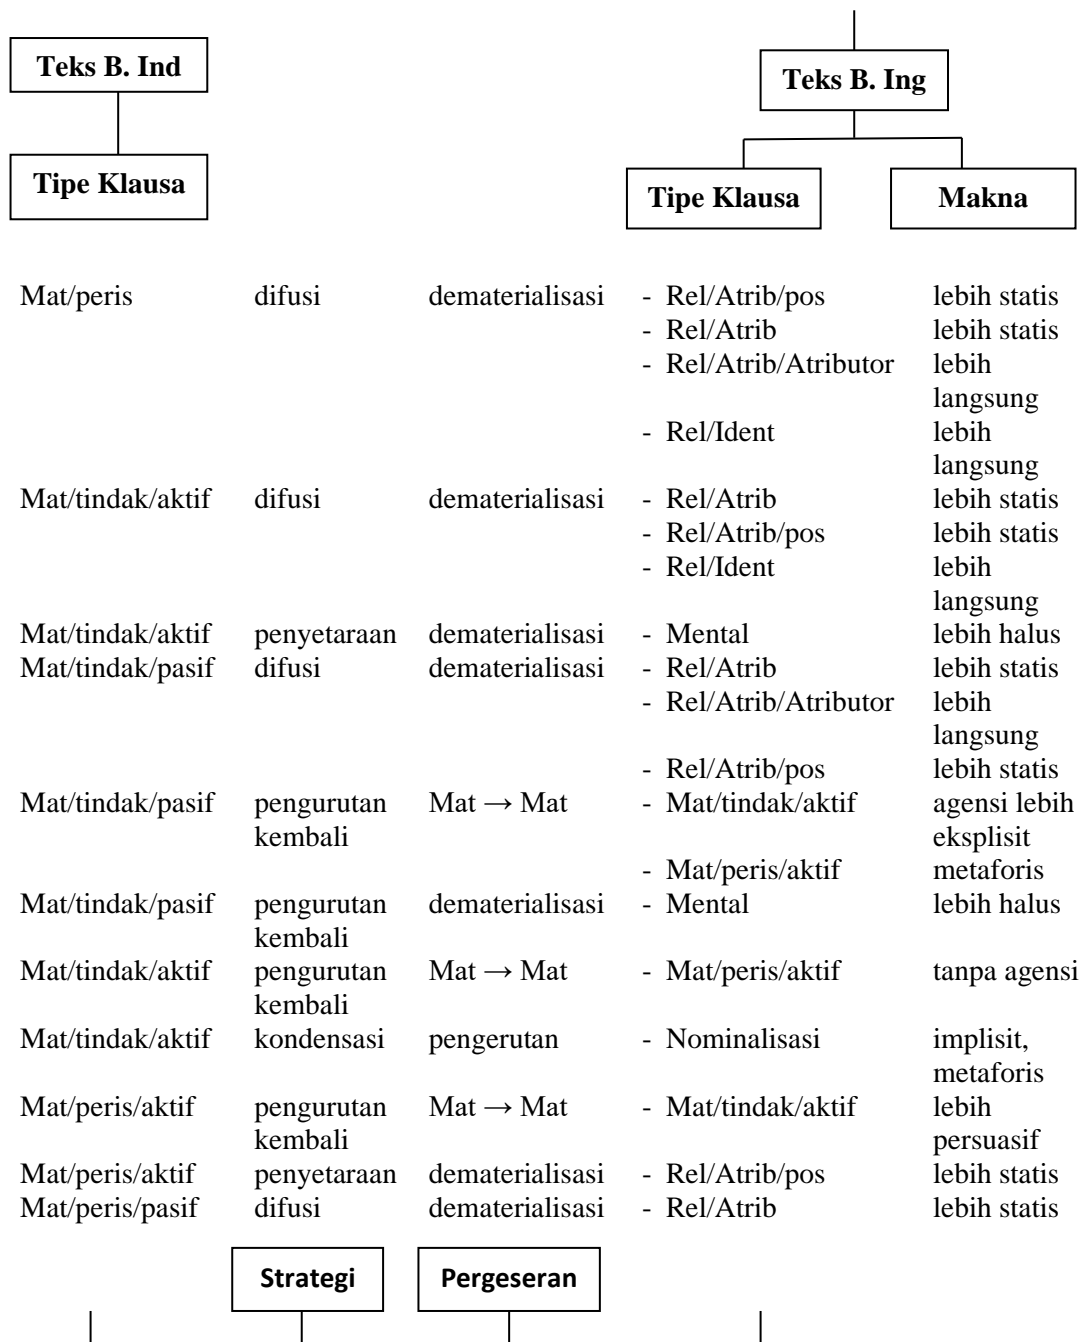 Teks B. Ind
Teks B. Ing
Tipe Klausa
Tipe Klausa Makna
Mat/peris difusi dematerialisasi - Rel/Atrib/pos lebih statis
- Rel/Atrib lebih statis
- Rel/Atrib/Atributor lebih
langsung
- Rel/Ident lebih
langsung
Mat/tindak/aktif difusi dematerialisasi - Rel/Atrib lebih statis
- Rel/Atrib/pos lebih statis
- Rel/Ident lebih
langsung
Mat/tindak/aktif penyetaraan dematerialisasi - Mental lebih halus
Mat/tindak/pasif difusi dematerialisasi - Rel/Atrib lebih statis
- Rel/Atrib/Atributor lebih
langsung
- Rel/Atrib/pos lebih statis
Mat/tindak/pasif pengurutan Mat → Mat - Mat/tindak/aktif agensi lebih
kembali eksplisit
- Mat/peris/aktif metaforis
Mat/tindak/pasif pengurutan dematerialisasi - Mental lebih halus
kembali
Mat/tindak/aktif pengurutan Mat → Mat - Mat/peris/aktif tanpa agensi
kembali
Mat/tindak/aktif kondensasi pengerutan - Nominalisasi implisit,
metaforis
Mat/peris/aktif pengurutan Mat → Mat - Mat/tindak/aktif lebih
kembali persuasif
Mat/peris/aktif penyetaraan dematerialisasi - Rel/Atrib/pos lebih statis
Mat/peris/pasif difusi dematerialisasi - Rel/Atrib lebih statis
Strategi Pergeseran